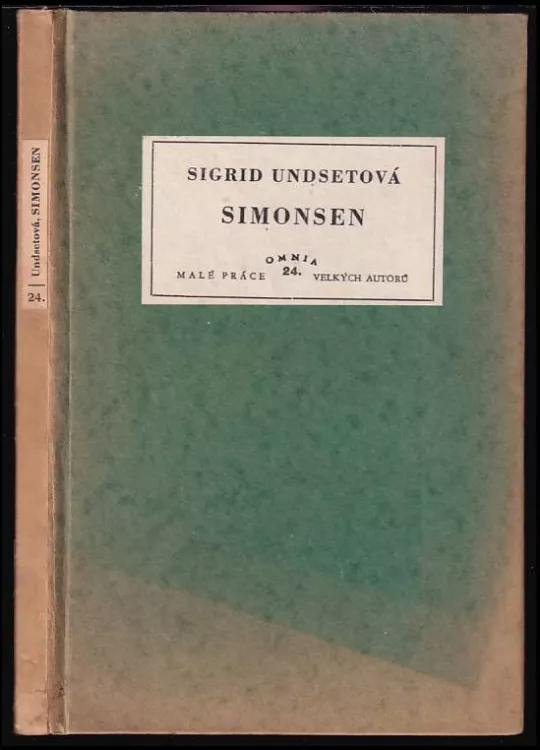 SIGRID UNDSETOVÁ
SIMONSEN
OMNIA
MALÉ PRÁCE 24. VELKÝCH AUTORŮ
24. Undsetová, SIMONSEN